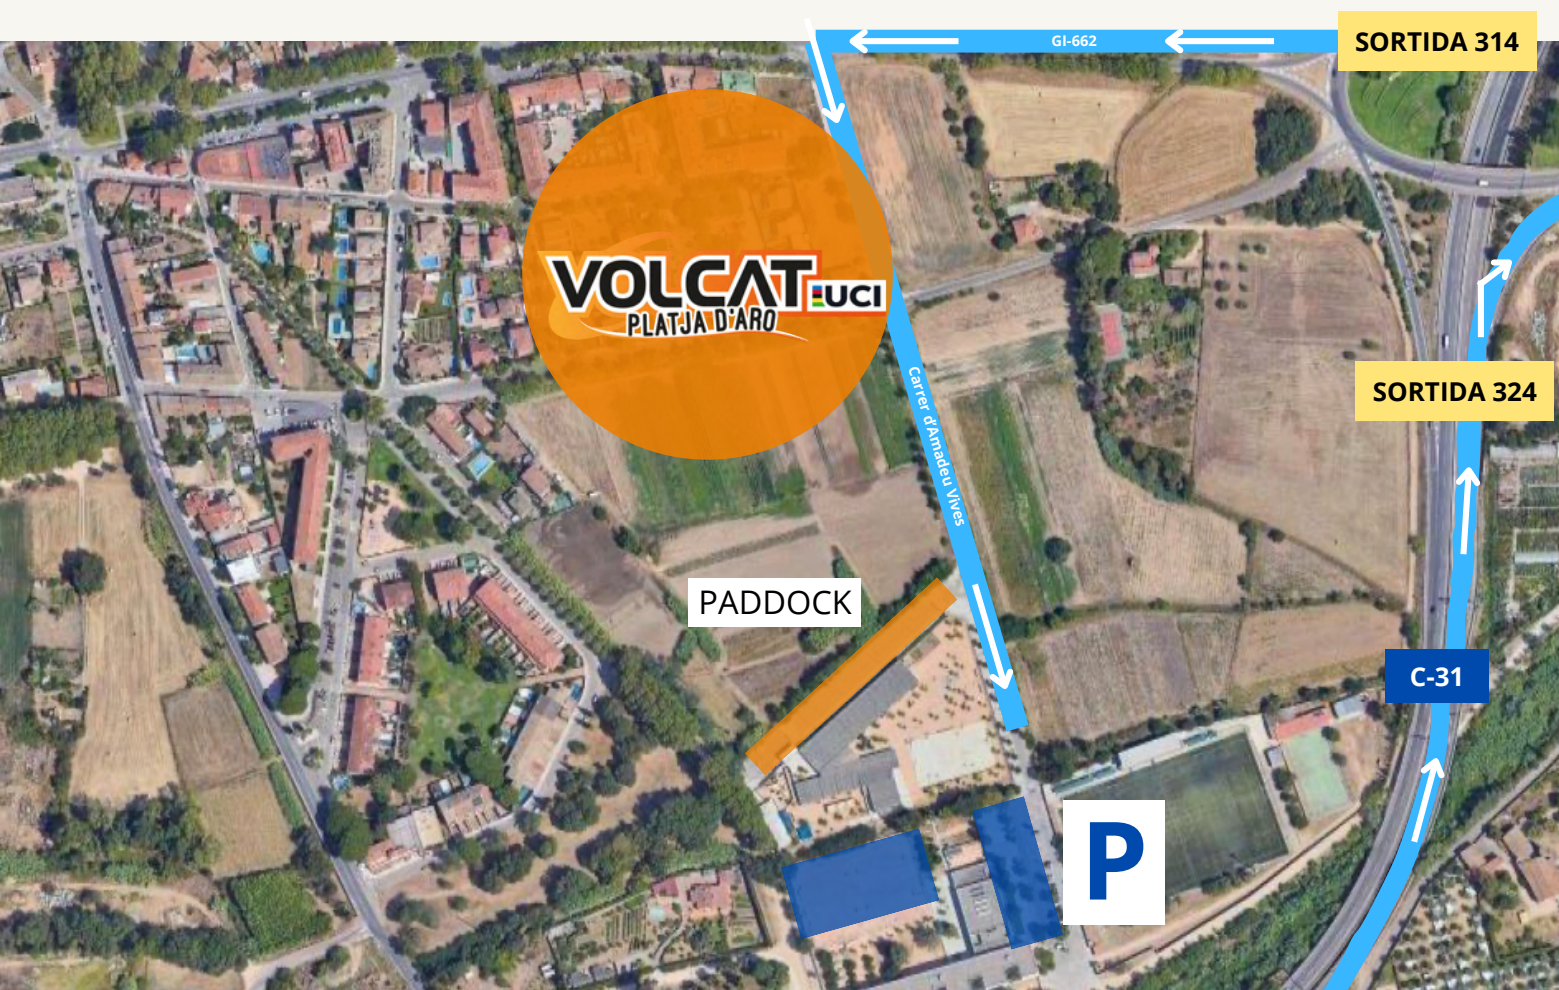 GI-662
SORTIDA 314
VOLCAT
UCI
PLATJA D'ARO
SORTIDA 324
Carrer d'Amadeu Vives
PADDOCK
C-31
P